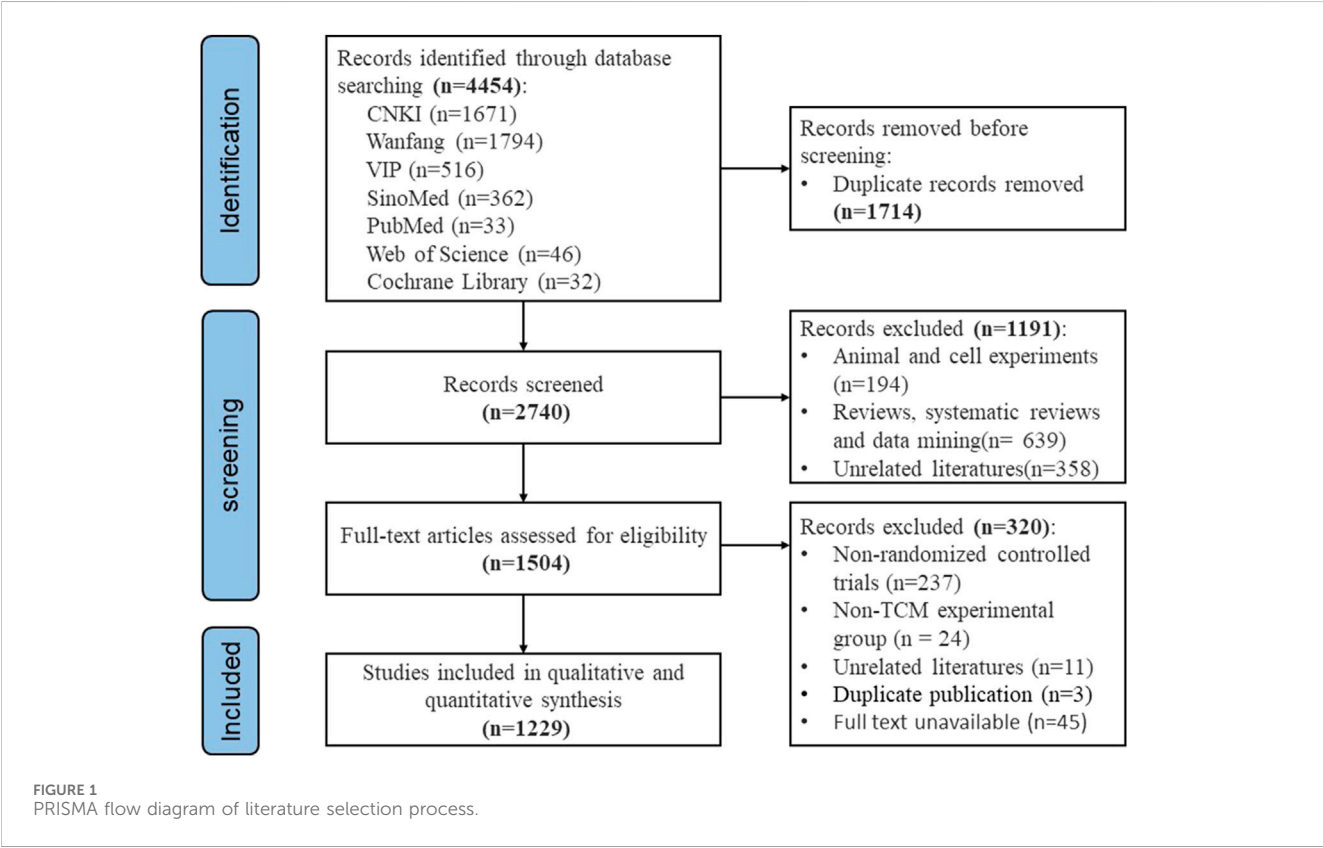 Identification
Records identified through database
searching (n=4454):
CNKI (n=1671)
Wanfang (n=1794)
VIP (n=516)
SinoMed (n=362)
PubMed (n=33)
Web of Science (n=46)
Cochrane Library (n=32)
Records removed before
screening:
• Duplicate records removed
(n=1714)
screening
Records screened
(n=2740)
Records excluded (n=1191):
• Animal and cell experiments
(n=194)
• Reviews, systematic reviews
and data mining(n= 639)
• Unrelated literatures(n=358)
Full-text articles assessed for eligibility
(n=1504)
Records excluded (n=320):
• Non-randomized controlled
trials (n=237)
• Non-TCM experimental
group (n = 24)
• Unrelated literatures (n=11)
• Duplicate publication (n=3)
• Full text unavailable (n=45)
Included
Studies included in qualitative and
quantitative synthesis
(n=1229)
FIGURE 1
PRISMA flow diagram of literature selection process.